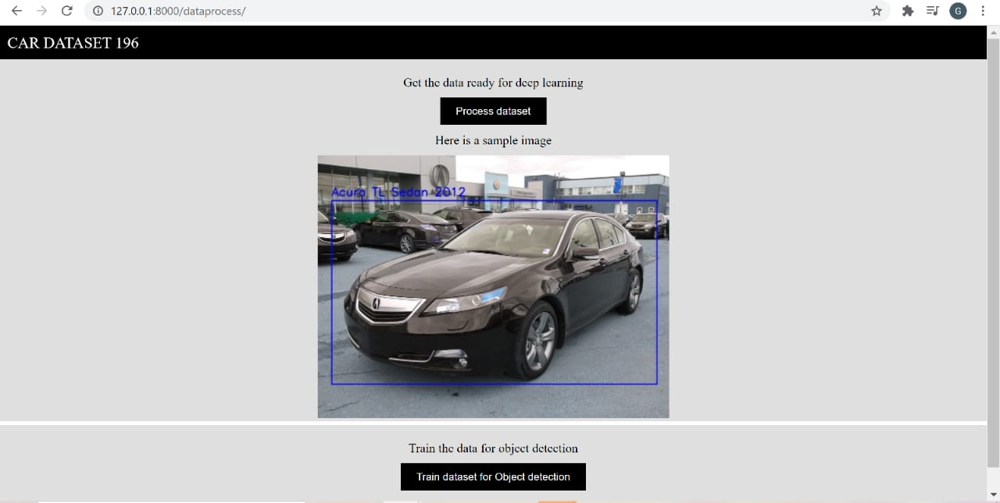 127.0.0.1:8000/dataprocess/
G
CAR DATASET 196
Get the data ready for deep learning
Process dataset
Here is a sample image
Acura TL Sedan 2012
Train the data for object detection
Train dataset for Object detection